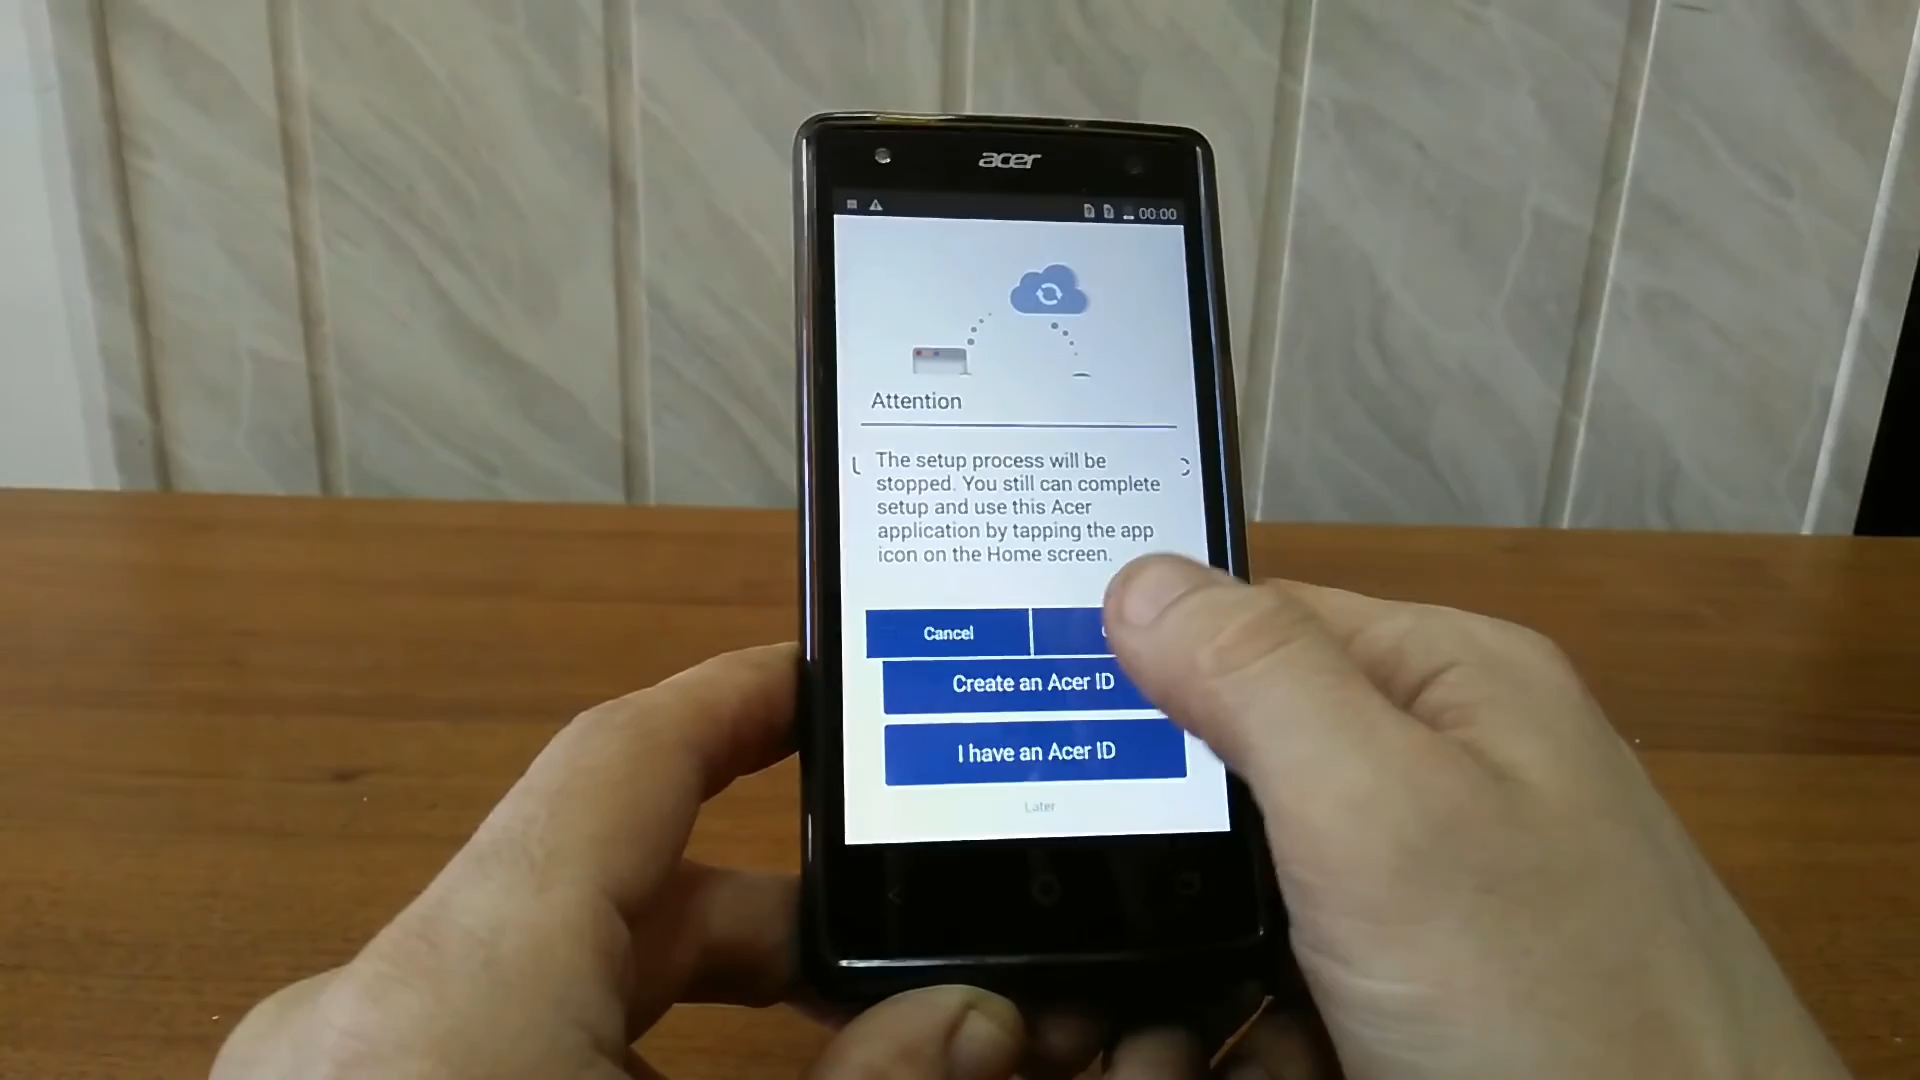 acer
00:00
Attention
The setup process will be
stopped. You still can complete
setup and use this Acer
application by tapping the app
icon on the Home screen.
Cancel
Create an Acer ID
I have an Acer ID
Later